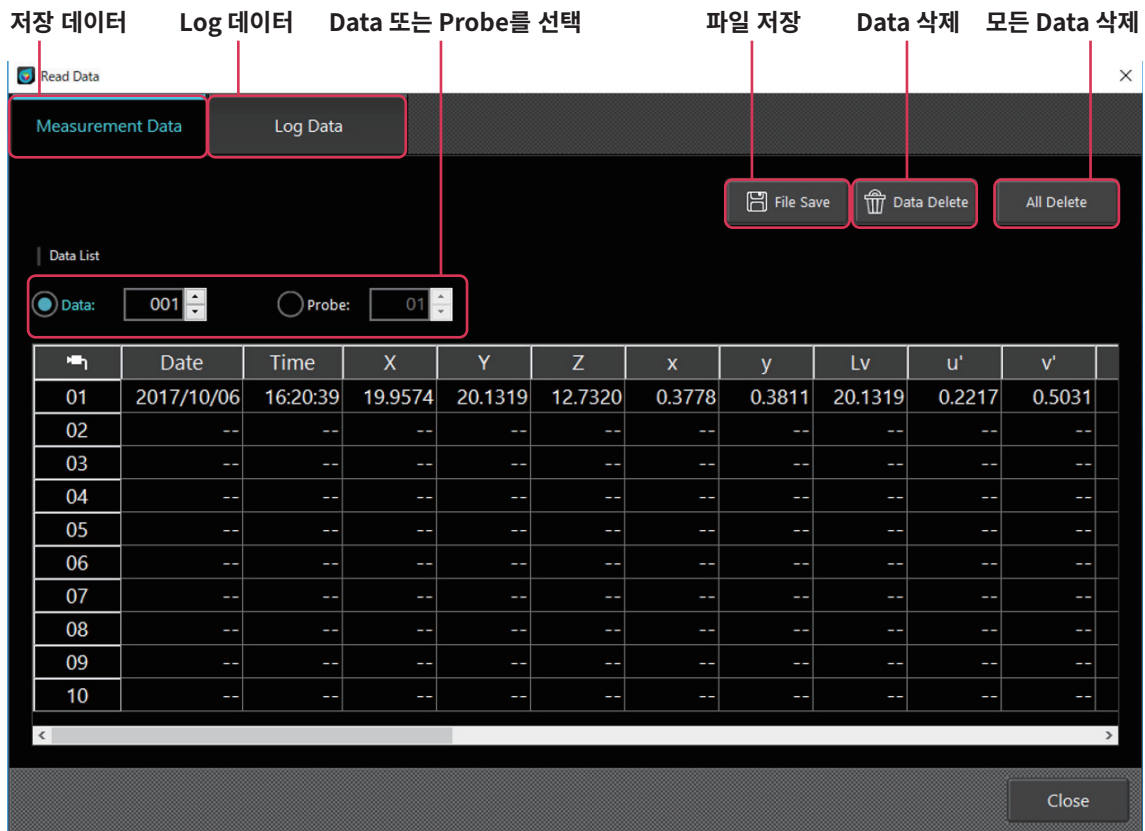 저장 데이터 Log 데이터 Data 또는 Probe를 선택 파일 저장 Data 삭제 모든 Data 삭제
Read Data
Measurement Data Log Data
File Save Data Delete All Delete
Data List
Data: 001 Probe: 01
Date Time X Y Z x y Lv u' v'
01 2017/10/06 16:20:39 19.9574 20.1319 12.7320 0.3778 0.3811 20.1319 0.2217 0.5031
02 -- -- -- -- -- -- -- -- -- --
03 -- -- -- -- -- -- -- -- -- --
04 -- -- -- -- -- -- -- -- -- --
05 -- -- -- -- -- -- -- -- -- --
06 -- -- -- -- -- -- -- -- -- --
07 -- -- -- -- -- -- -- -- -- --
08 -- -- -- -- -- -- -- -- -- --
09 -- -- -- -- -- -- -- -- -- --
10 -- -- -- -- -- -- -- -- -- --
Close